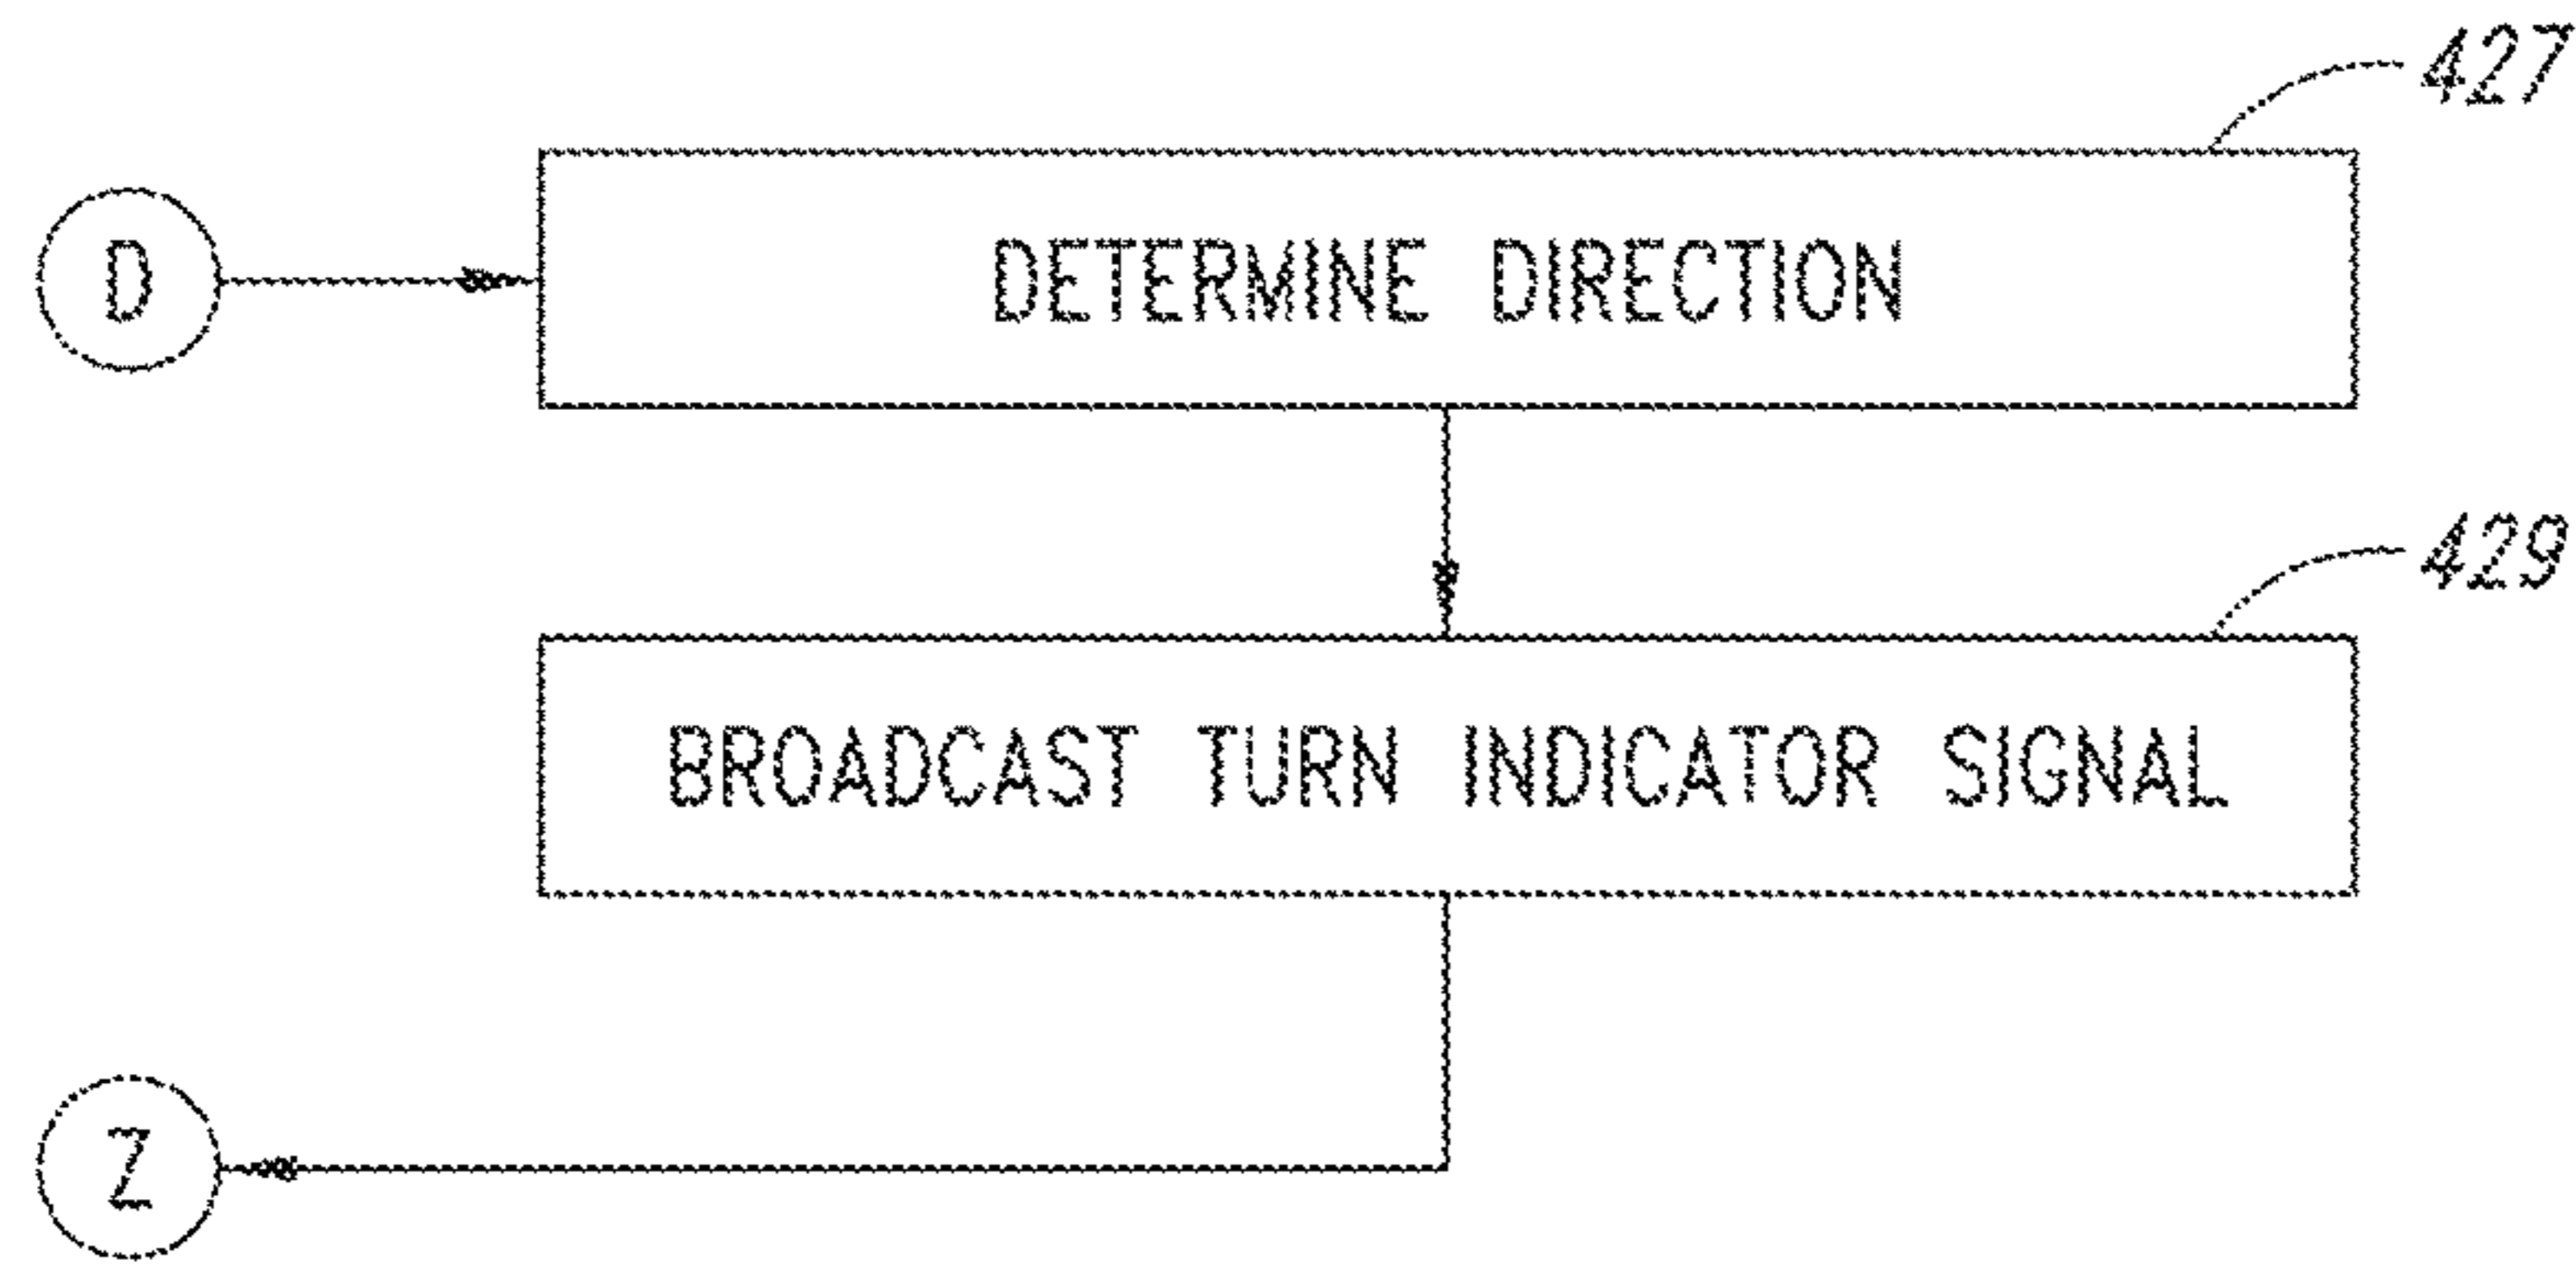 427
D
DETERMINE DIRECTION
429
BROADCAST TURN INDICATOR SIGNAL
Z